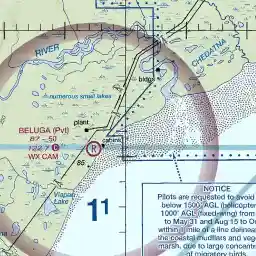 RIVER
CHEDATNA
bldgs
numerous small lakes
plant
BELUGA (Pvt)
87 - 50
122.7 C
WX CAM
R
cabins
85
Lake
11
NOTICE
Pilots are requested to avoid
below 1500' AGL (helicopter
1000' AGL (fixed-wing) from
to May 31 and Aug 15 to Oc
within 1 mile of a line delinea
the coastal mudflats and veg
marsh, due to large concentr
of migratory birds